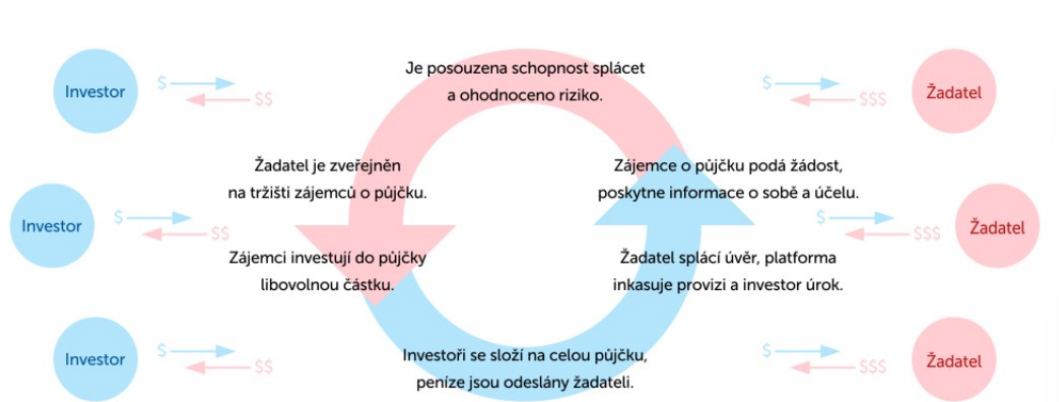 Je posouzena schopnost splácet
a ohodnoceno riziko.
Investor
$
$$
$
$$$
Žadatel
Žadatel je zveřejněn
na tržišti zájemců o půjčku.
Zájemce o půjčku podá žádost,
poskytne informace o sobě a účelu.
Investor
$
$$
$
$$$
Žadatel
Zájemci investují do půjčky
libovolnou částku.
Žadatel splácí úvěr, platforma
inkasuje provizi a investor úrok.
Investor
$
$$
Investoři se složí na celou půjčku,
peníze jsou odeslány žadateli.
$
$$$
Žadatel